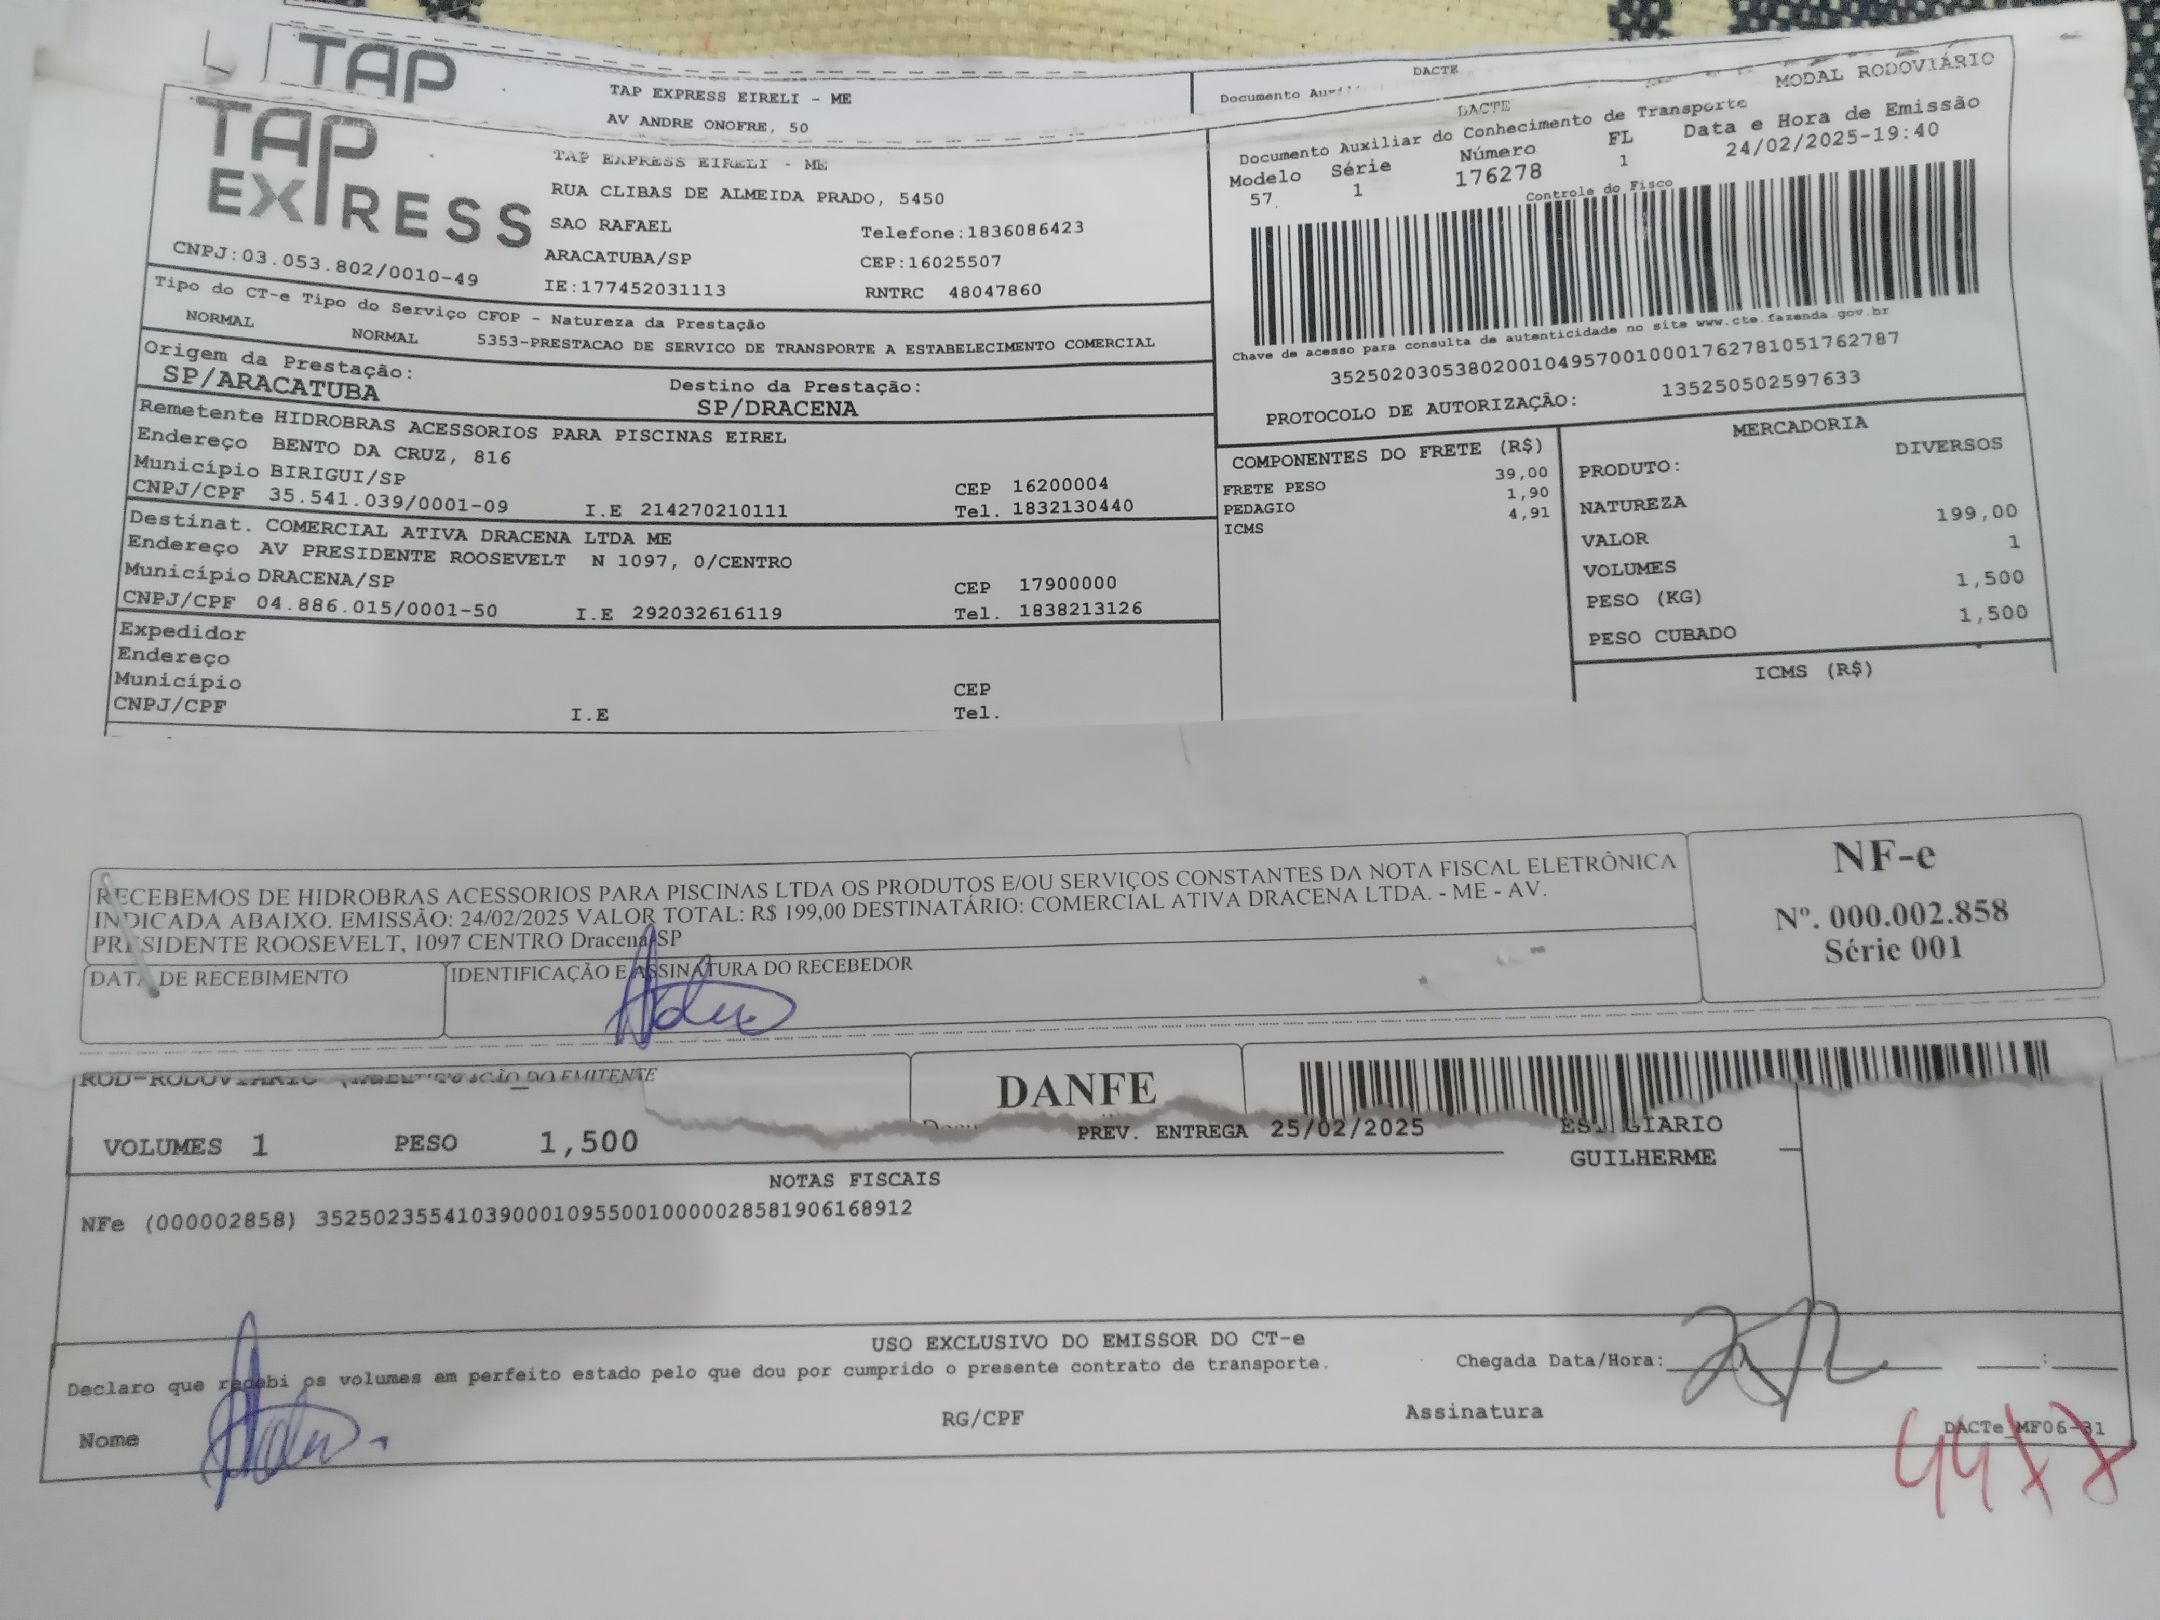 TAP
TAP EXPRESS EIRELI - ME
AV ANDRE ONOFRE, 50
DACTE
Documento
TAP EXPRESS
CNPJ:03.053.802/0010-49
TAP EXPRESS EIRELI - ME
RUA CLIBAS DE ALMEIDA PRADO, 5450
SAO RAFAEL
Telefone:1836086423
ARACATUBA/SP
CEP:16025507
IE:177452031113
RNTRC 48047860
DACTE
MODAL RODOVIÁRIO
Documento Auxiliar do Conhecimento de Transporte
Modelo Série Número FL Data e Hora de Emissão
57 1 176278 1 24/02/2025-19:40
Controle do Fisco
Chave de acesso para consulta de autenticidade no site www.cte.fazenda.gov.br
35250203053802001049570010001762781051762787
PROTOCOLO DE AUTORIZAÇÃO: 135250502597633
Tipo do CT-e Tipo do Serviço CFOP - Natureza da Prestação
NORMAL NORMAL 5353-PRESTACAO DE SERVICO DE TRANSPORTE A ESTABELECIMENTO COMERCIAL
Origem da Prestação: Destino da Prestação:
SP/ARACATUBA SP/DRACENA
Remetente HIDROBRAS ACESSORIOS PARA PISCINAS EIREL
Endereço BENTO DA CRUZ, 816
Município BIRIGUI/SP CEP 16200004
CNPJ/CPF 35.541.039/0001-09 I.E 214270210111 Tel. 1832130440
Destinat. COMERCIAL ATIVA DRACENA LTDA ME
Endereço AV PRESIDENTE ROOSEVELT N 1097, 0/CENTRO
Município DRACENA/SP CEP 17900000
CNPJ/CPF 04.886.015/0001-50 I.E 292032616119 Tel. 1838213126
Expedidor
Endereço
Município CEP
CNPJ/CPF I.E Tel.
COMPONENTES DO FRETE (R$)
FRETE PESO 39,00
PEDAGIO 1,90
ICMS 4,91
MERCADORIA
PRODUTO: DIVERSOS
NATUREZA
VALOR 199,00
VOLUMES 1
PESO (KG) 1,500
PESO CUBADO 1,500
ICMS (R$)
RECEBEMOS DE HIDROBRAS ACESSORIOS PARA PISCINAS LTDA OS PRODUTOS E/OU SERVIÇOS CONSTANTES DA NOTA FISCAL ELETRÔNICA
INDICADA ABAIXO. EMISSÃO: 24/02/2025 VALOR TOTAL: R$ 199,00 DESTINATÁRIO: COMERCIAL ATIVA DRACENA LTDA. - ME - AV.
PRESIDENTE ROOSEVELT, 1097 CENTRO Dracena-SP
DATA DE RECEBIMENTO
IDENTIFICAÇÃO E ASSINATURA DO RECEBEDOR
NF-e
Nº. 000.002.858
Série 001
DO EMITENTE
DANFE
VOLUMES 1 PESO 1,500 PREV. ENTREGA 25/02/2025
GUILHERME
NOTAS FISCAIS
NFe (000002858) 35250235541039000109550010000028581906168912
USO EXCLUSIVO DO EMISSOR DO CT-e
Declaro que recebi os volumes em perfeito estado pelo que dou por cumprido o presente contrato de transporte.
Chegada Data/Hora: :
Nome RG/CPF Assinatura
DACTe_MF06-31